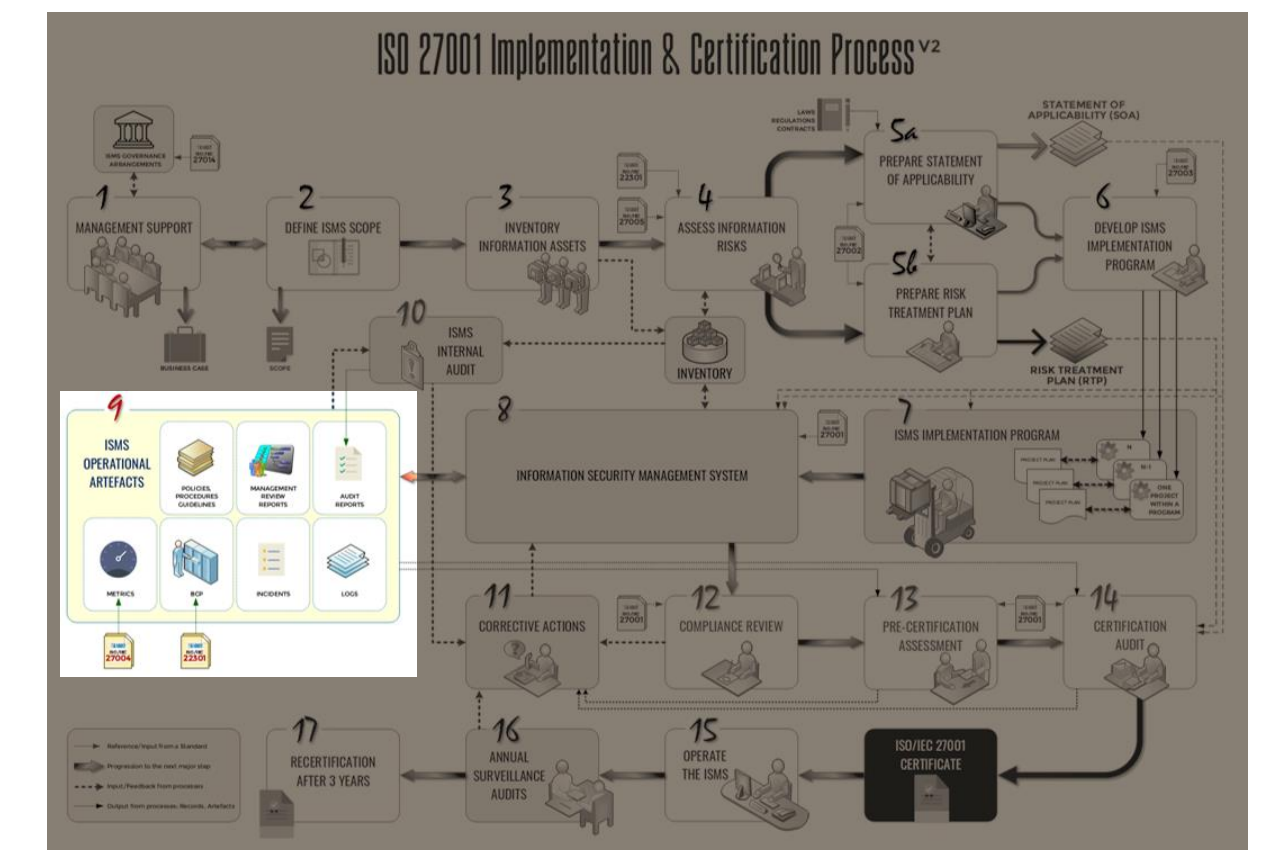 ISO 27001 Implementation & Certification Process V2
ISMS GOVERNANCE
ARRANGEMENTS
27014
LAWS
REGULATIONS
CONTRACTS
STATEMENT OF
APPLICABILITY (SOA)
1
MANAGEMENT SUPPORT
BUSINESS CASE
2
DEFINE ISMS SCOPE
SCOPE
3
INVENTORY
INFORMATION ASSETS
22301
27005
4
ASSESS INFORMATION
RISKS
INVENTORY
5a
PREPARE STATEMENT
OF APPLICABILITY
27002
5b
PREPARE RISK
TREATMENT PLAN
27003
6
DEVELOP ISMS
IMPLEMENTATION
PROGRAM
RISK TREATMENT
PLAN (RTP)
10
ISMS
INTERNAL
AUDIT
9
ISMS
OPERATIONAL
ARTEFACTS
POLICIES,
PROCEDURES
GUIDELINES
MANAGEMENT
REVIEW
REPORTS
AUDIT
REPORTS
METRICS
BCP
INCIDENTS
LOGS
27004
22301
8
INFORMATION SECURITY MANAGEMENT SYSTEM
27001
7
ISMS IMPLEMENTATION PROGRAM
PROJECT PLAN
PROJECT PLAN
PROJECT PLAN
N
N-1
ONE
PROJECT
WITHIN A
PROGRAM
11
CORRECTIVE ACTIONS
27001
12
COMPLIANCE REVIEW
13
PRE-CERTIFICATION
ASSESSMENT
27001
14
CERTIFICATION
AUDIT
Reference/Input from a Standard
Progression to the next major step
Input/Feedback from processes
Output from processes, Records, Artefacts
17
RECERTIFICATION
AFTER 3 YEARS
16
ANNUAL
SURVEILLANCE
AUDITS
15
OPERATE
THE ISMS
ISO/IEC 27001
CERTIFICATE